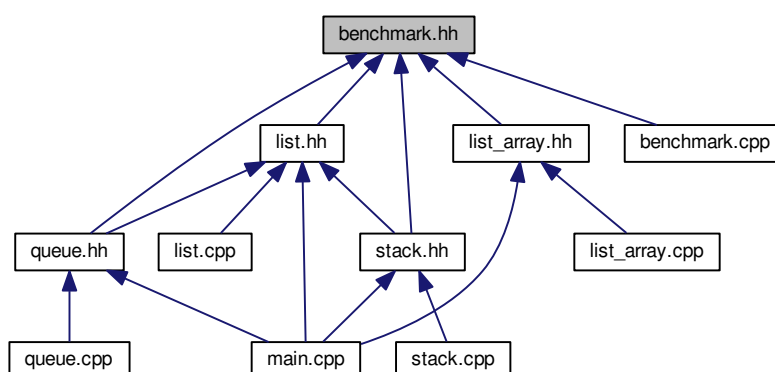 benchmark.hh
list.hh
list_array.hh
benchmark.cpp
queue.hh
list.cpp
stack.hh
list_array.cpp
queue.cpp
main.cpp
stack.cpp